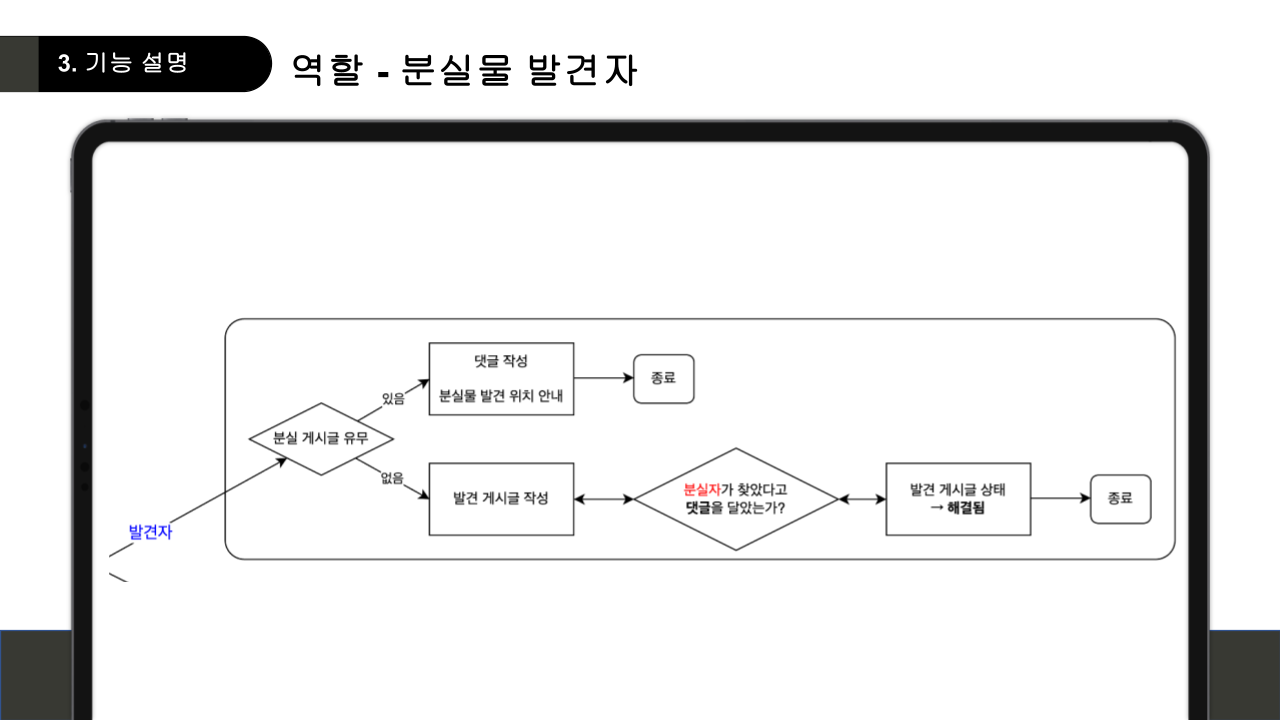 3. 기능 설명
역할 - 분실물 발견자
댓글 작성
분실물 발견 위치 안내
종료
있음
분실 게시글 유무
없음
발견 게시글 작성
분실자가 찾았다고
댓글을 달았는가?
발견 게시글 상태
→ 해결됨
종료
발견자